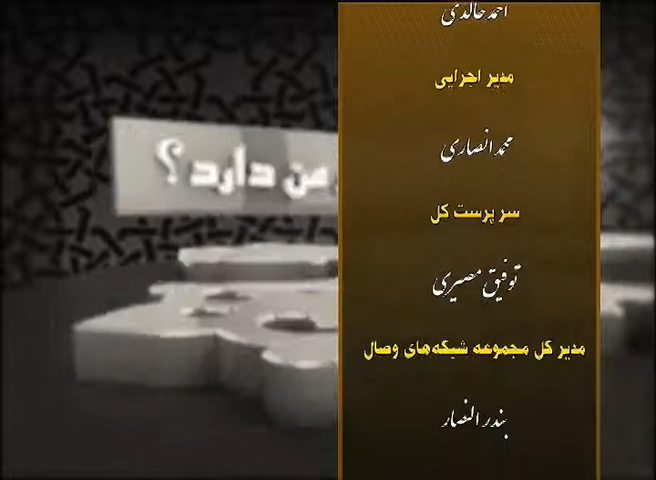 احمد خالدی
مدیر اجرایی
محمد انصاری
سرپرست کل
توفیق مصیری
مدیر کل مجموعه شبکه‌های وصال
بندر النصار
من دارد؟